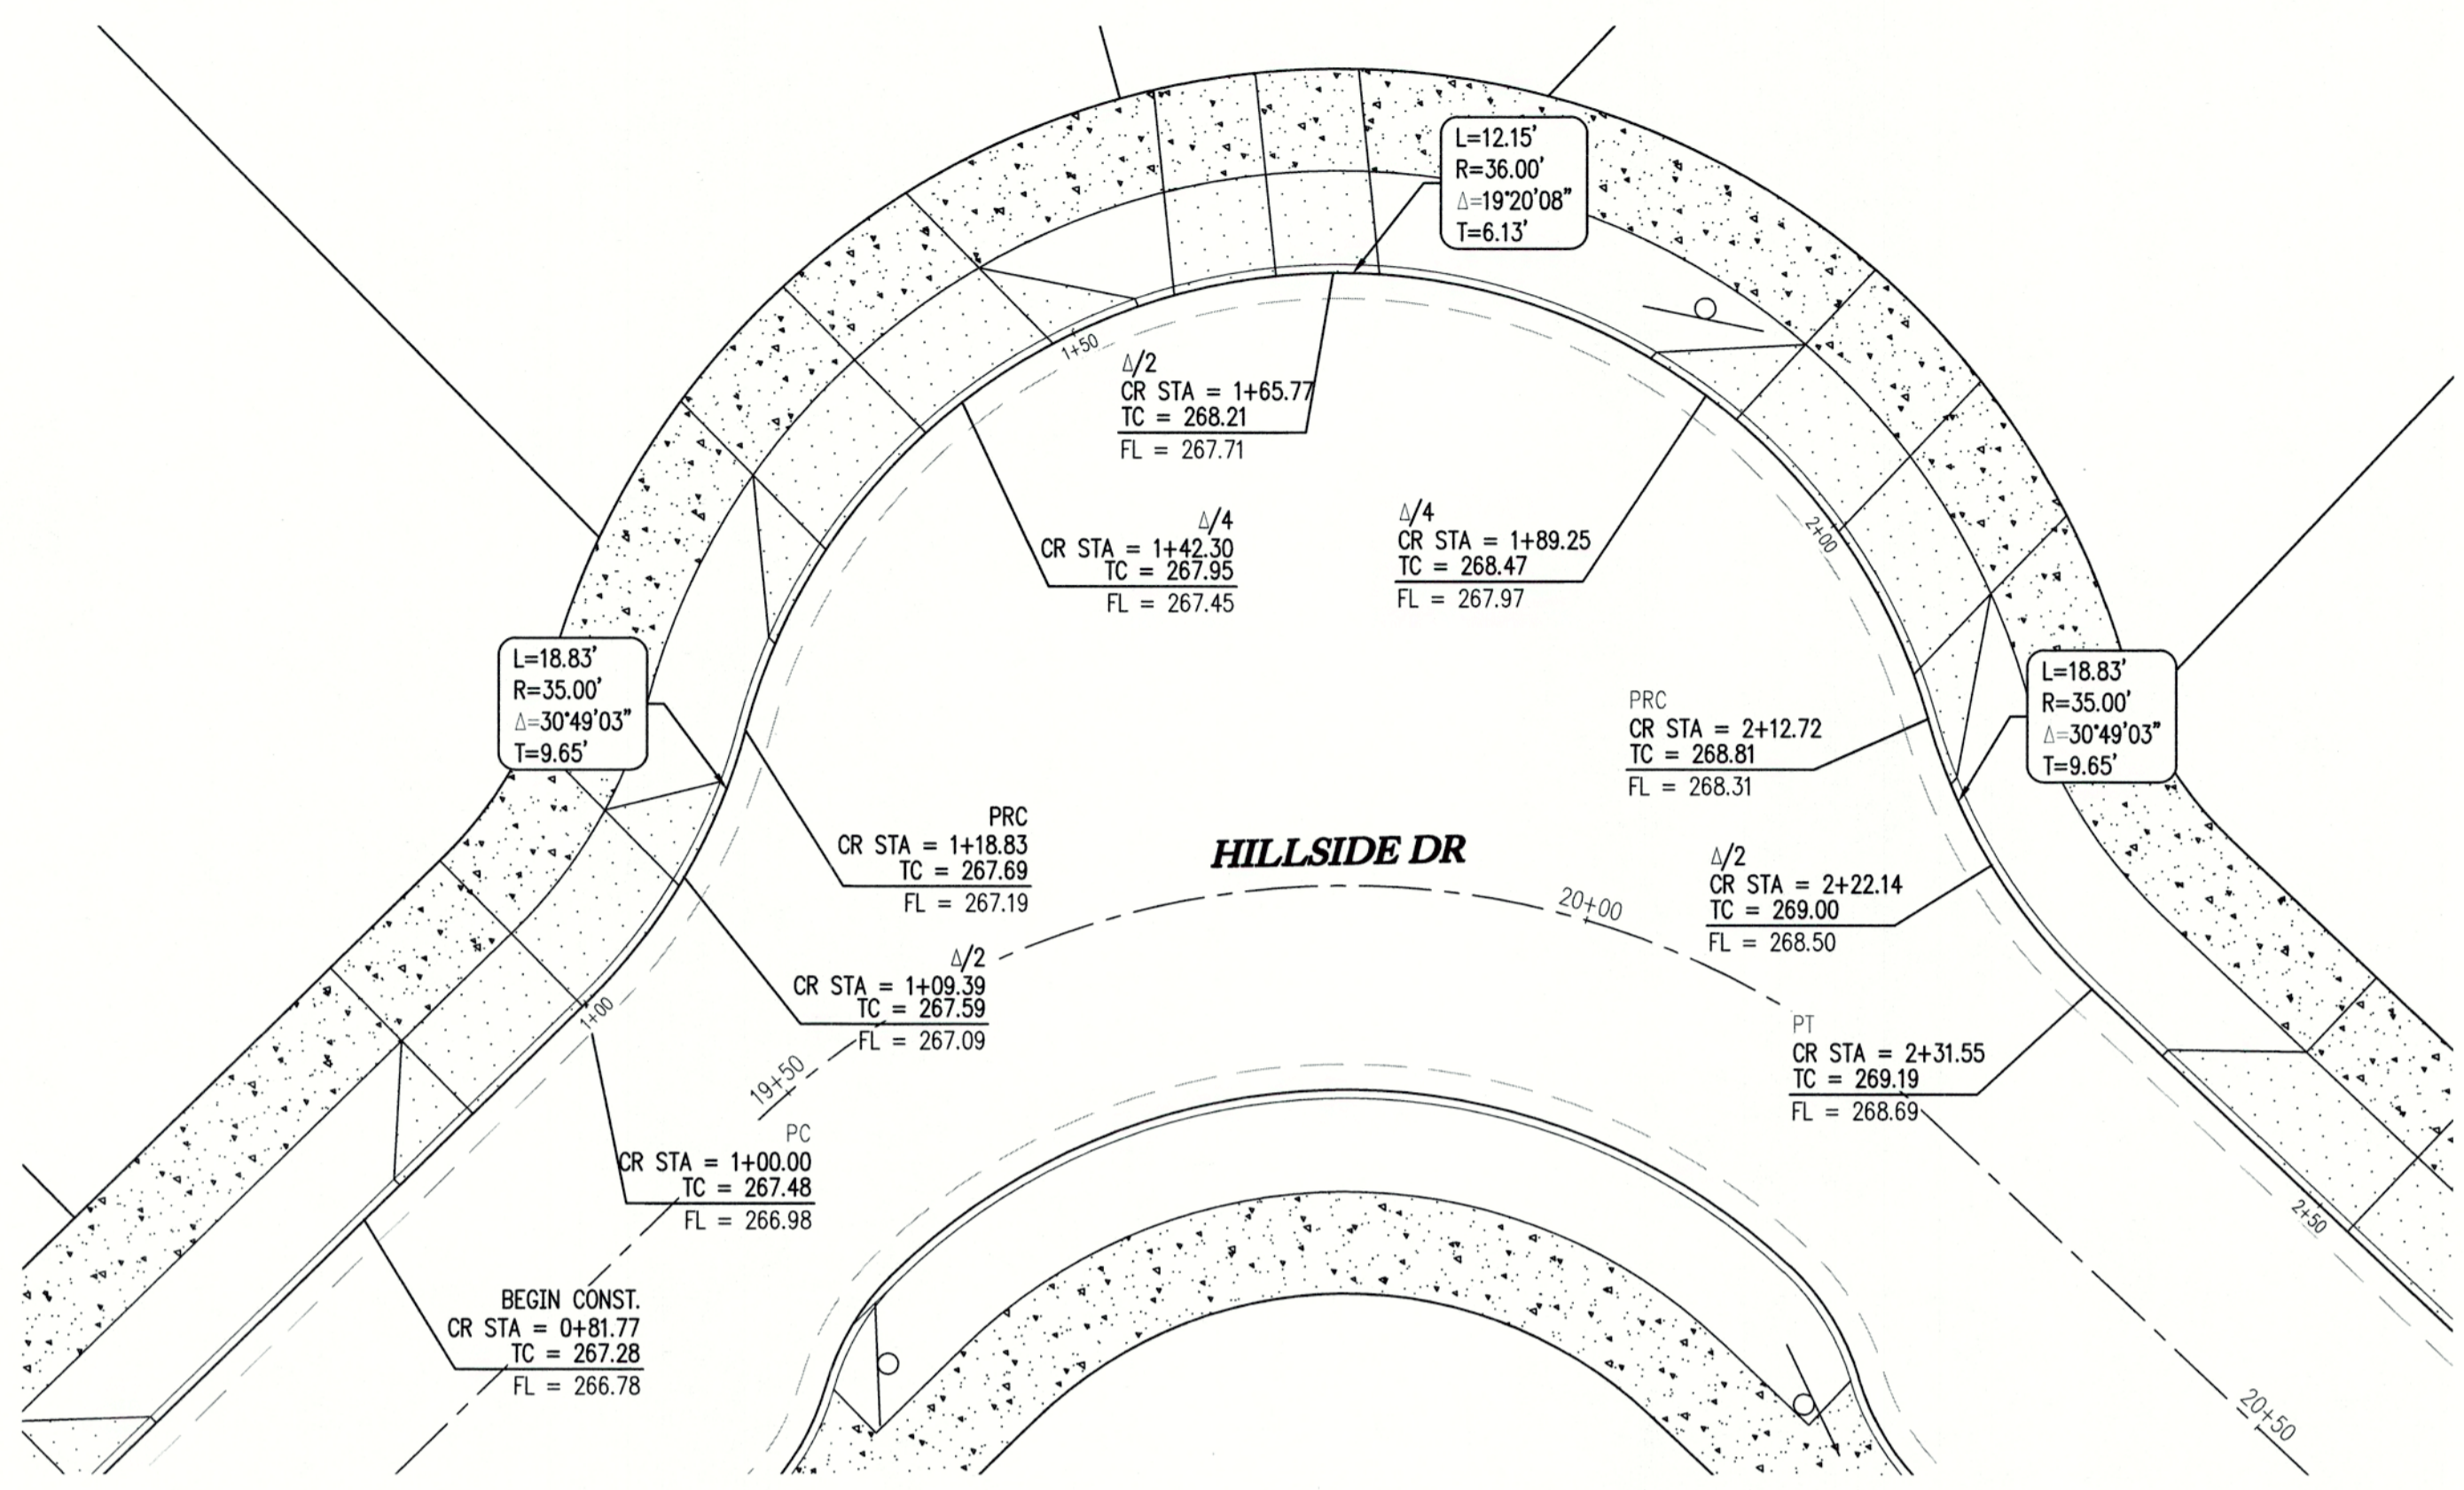 L=12.15'
R=36.00'
Δ=19°20'08"
T=6.13'
1+50
Δ/2
CR STA = 1+65.77
TC = 268.21
FL = 267.71
Δ/4
CR STA = 1+42.30
TC = 267.95
FL = 267.45
Δ/4
CR STA = 1+89.25
TC = 268.47
FL = 267.97
2+00
L=18.83'
R=35.00'
Δ=30°49'03"
T=9.65'
L=18.83'
R=35.00'
Δ=30°49'03"
T=9.65'
PRC
CR STA = 2+12.72
TC = 268.81
FL = 268.31
PRC
CR STA = 1+18.83
TC = 267.69
FL = 267.19
HILLSIDE DR
20+00
Δ/2
CR STA = 2+22.14
TC = 269.00
FL = 268.50
Δ/2
CR STA = 1+09.39
TC = 267.59
FL = 267.09
1+00
19+50
PT
CR STA = 2+31.55
TC = 269.19
FL = 268.69
PC
CR STA = 1+00.00
TC = 267.48
FL = 266.98
2+50
BEGIN CONST.
CR STA = 0+81.77
TC = 267.28
FL = 266.78
20+50